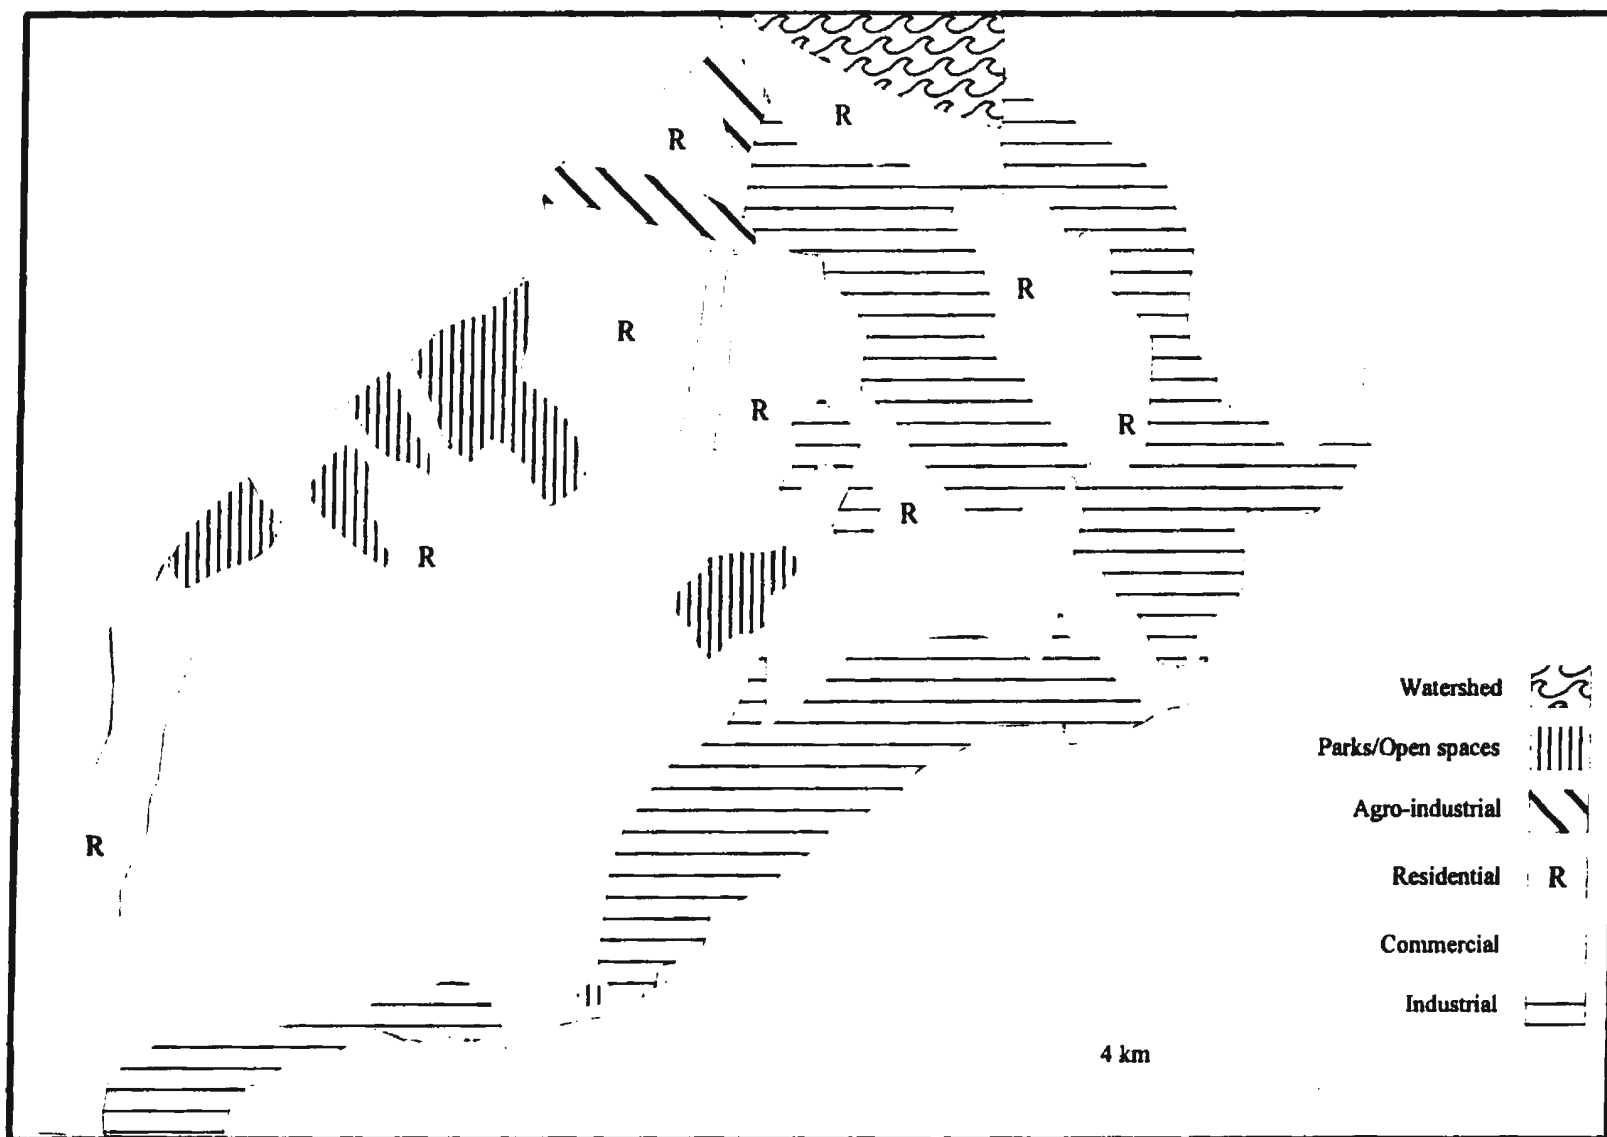 R
R
R
R
R
R
R
R
R
R
Watershed
Parks/Open spaces
Agro-industrial
Residential R
Commercial
Industrial
4 km